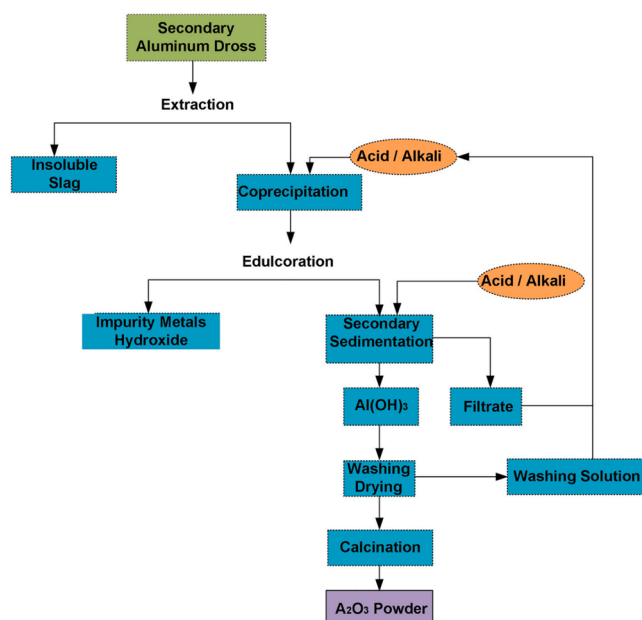 Secondary
Aluminum Dross
Extraction
Insoluble
Slag
Acid / Alkali
Coprecipitation
Edulcoration
Acid / Alkali
Impurity Metals
Hydroxide
Secondary
Sedimentation
Al(OH)₃
Filtrate
Washing
Drying
Washing Solution
Calcination
A₂O₃ Powder